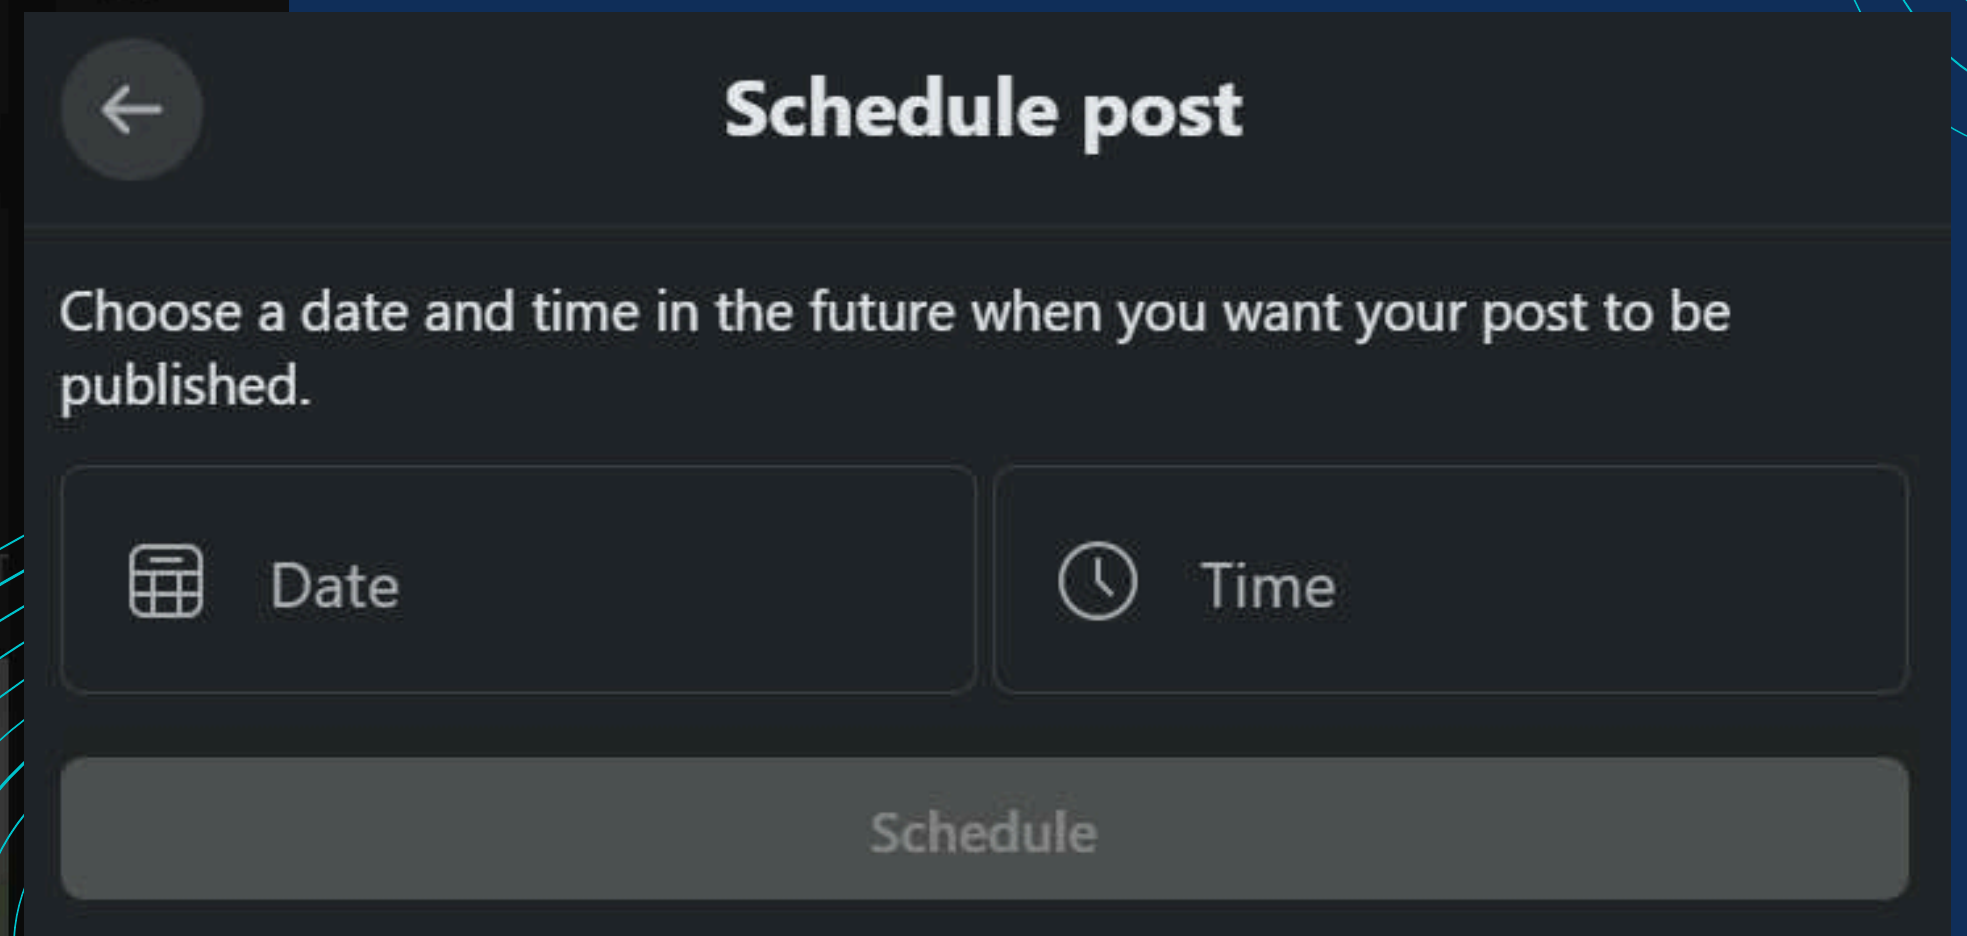 Schedule post
Choose a date and time in the future when you want your post to be
published.
Date
Time
Schedule